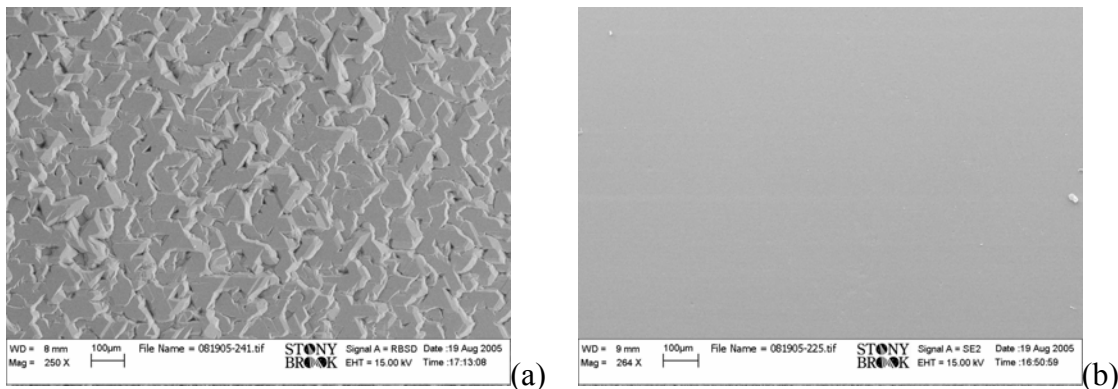 WD = 8 mm
Mag = 250 X
100µm
File Name = 081905-241.tif
STONY
BROOK
Signal A = RBSD Date :19 Aug 2005
EHT = 15.00 kV Time :17:13:08
(a)
WD = 9 mm
Mag = 264 X
100µm
File Name = 081905-225.tif
STONY
BROOK
Signal A = SE2 Date :19 Aug 2005
EHT = 15.00 kV Time :16:50:59
(b)